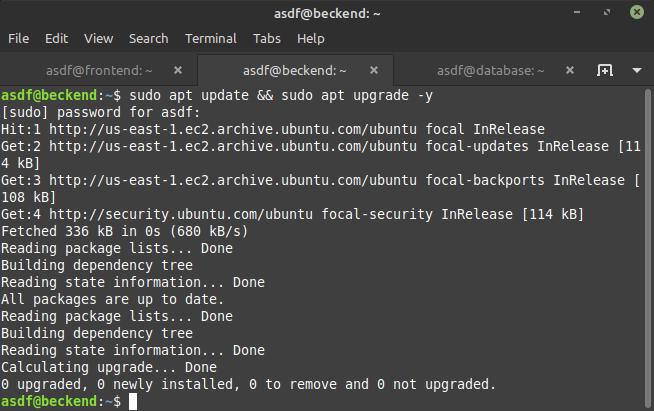 asdf@beckend: ~
File Edit View Search Terminal Tabs Help
asdf@frontend: ~ × asdf@beckend: ~ × asdf@database: ~ ×
asdf@beckend:~$ sudo apt update && sudo apt upgrade -y
[sudo] password for asdf:
Hit:1 http://us-east-1.ec2.archive.ubuntu.com/ubuntu focal InRelease
Get:2 http://us-east-1.ec2.archive.ubuntu.com/ubuntu focal-updates InRelease [11
4 kB]
Get:3 http://us-east-1.ec2.archive.ubuntu.com/ubuntu focal-backports InRelease [
108 kB]
Get:4 http://security.ubuntu.com/ubuntu focal-security InRelease [114 kB]
Fetched 336 kB in 0s (680 kB/s)
Reading package lists... Done
Building dependency tree
Reading state information... Done
All packages are up to date.
Reading package lists... Done
Building dependency tree
Reading state information... Done
Calculating upgrade... Done
0 upgraded, 0 newly installed, 0 to remove and 0 not upgraded.
asdf@beckend:~$